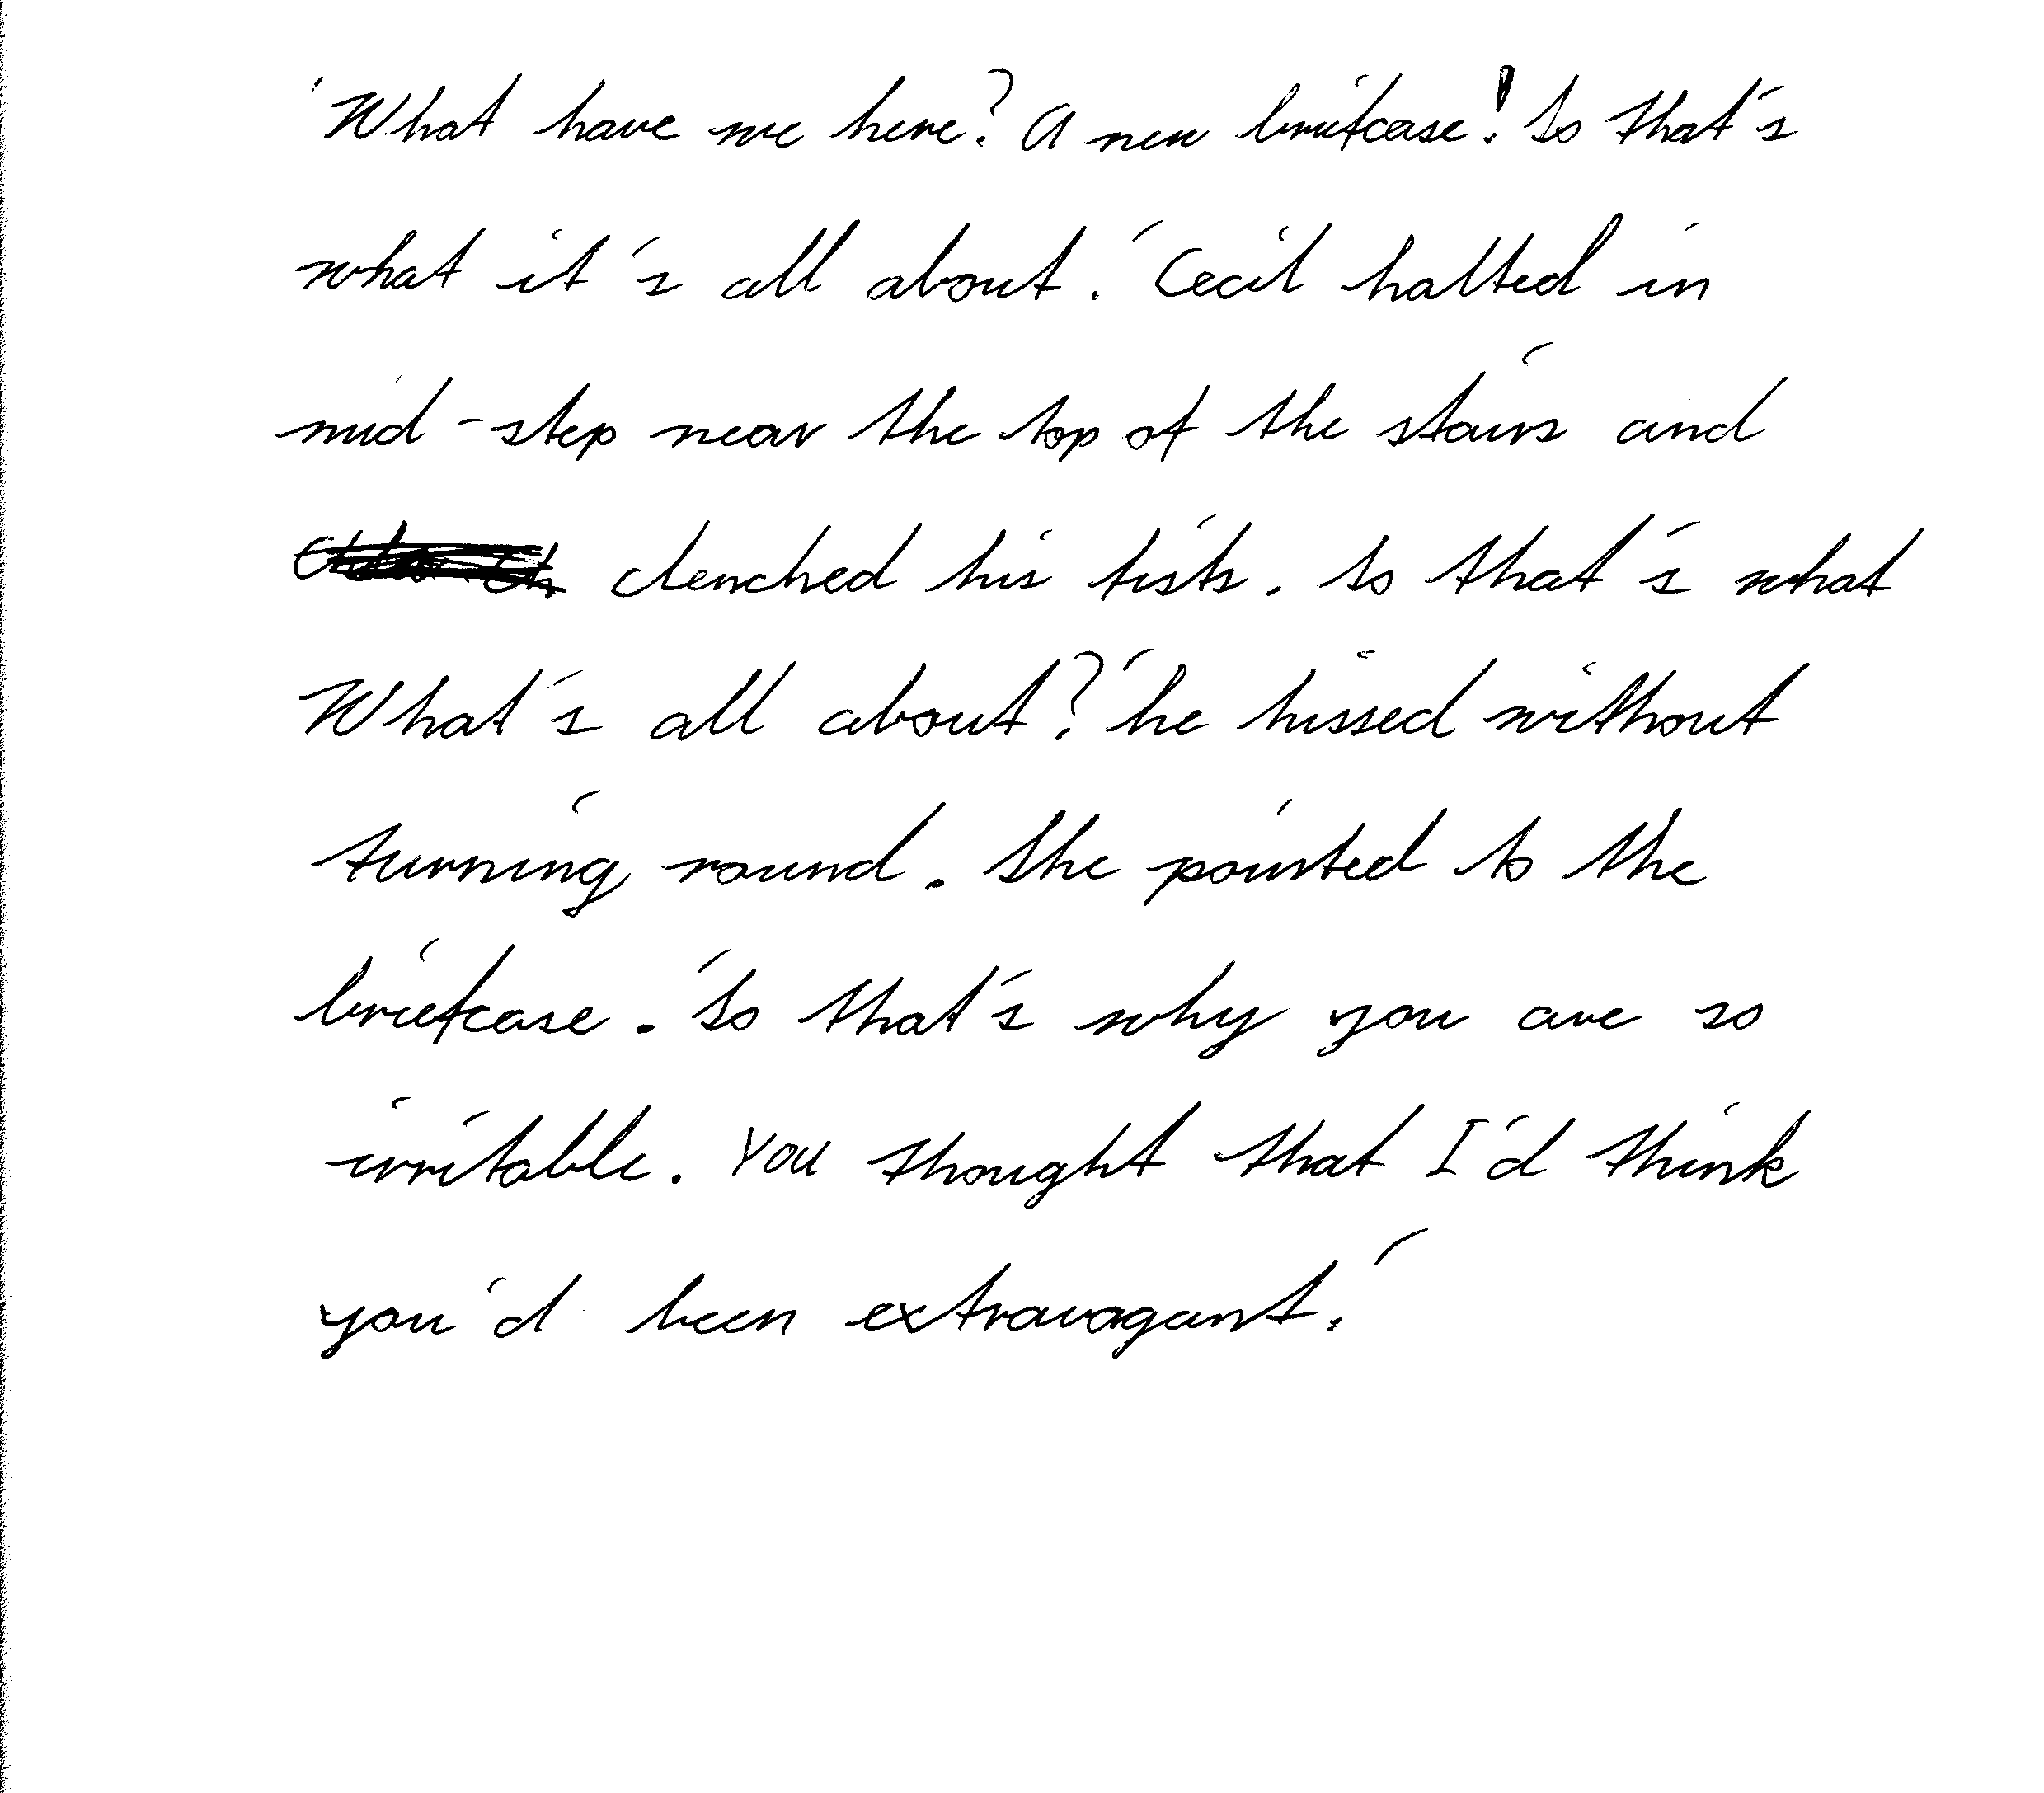 'What have we here? A new briefcase! So that's
what it's all about.' Cecil halted in
mid-step near the top of the stairs and
clenched his fists. So that's what
What's all about?' he hissed without
turning round. She pointed to the
briefcase. 'So that's why you are so
irritable. You thought that I'd think
you'd been extravagant.'